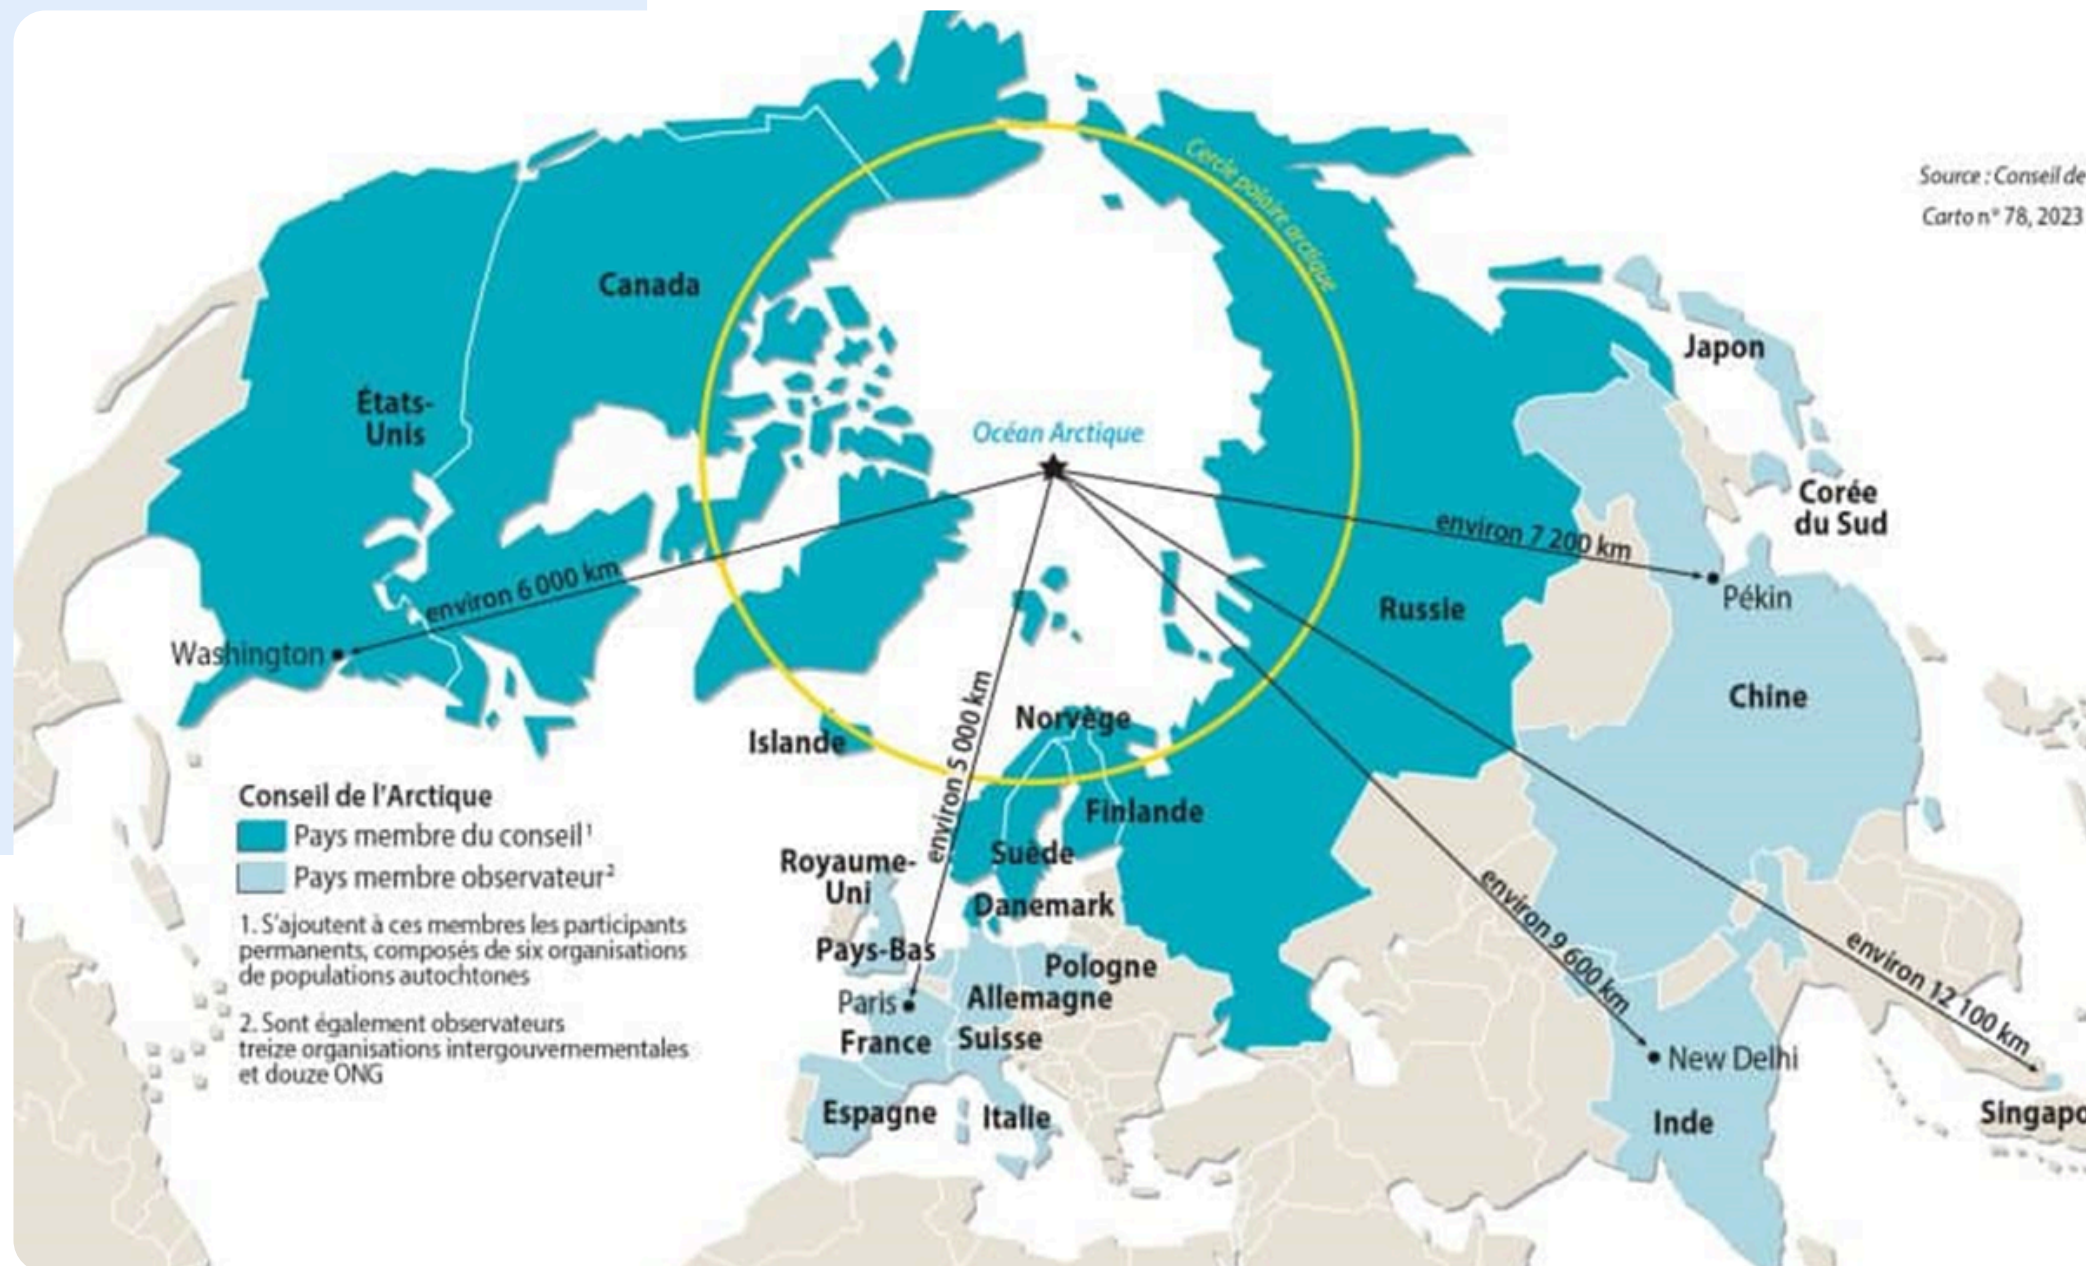 Cercle polaire arctique
Source : Conseil de
Carto n° 78, 2023
Canada
Japon
États-
Unis
Océan Arctique
Corée
du Sud
environ 7 200 km
Pékin
environ 6 000 km
Russie
Washington
Chine
environ 5 000 km
Norvège
Islande
Conseil de l'Arctique
Pays membre du conseil¹
Pays membre observateur²
1. S'ajoutent à ces membres les participants
permanents, composés de six organisations
de populations autochtones
2. Sont également observateurs
treize organisations intergouvernementales
et douze ONG
Finlande
Suède
Royaume-
Uni
Danemark
Pays-Bas
Pologne
Paris
Allemagne
France
Suisse
Espagne
Italie
environ 9 600 km
environ 12 100 km
New Delhi
Inde
Singapo